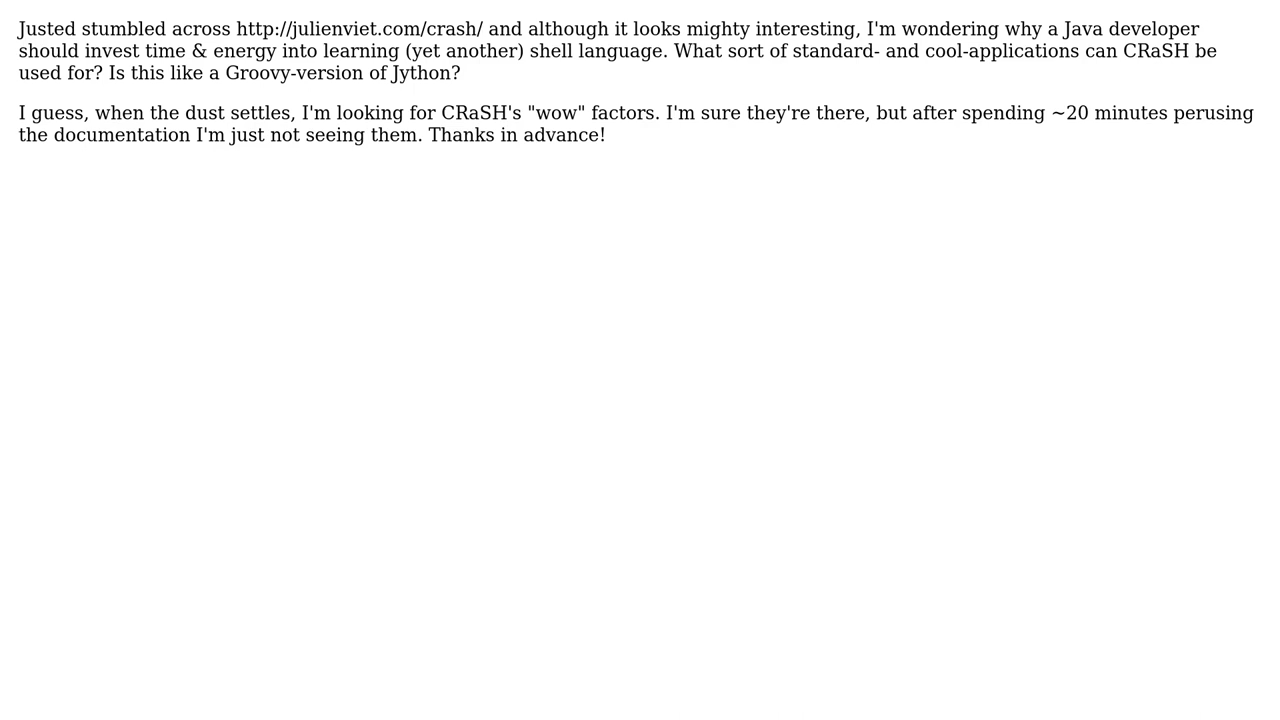 Justed stumbled across http://julienviet.com/crash/ and although it looks mighty interesting, I'm wondering why a Java developer
should invest time & energy into learning (yet another) shell language. What sort of standard- and cool-applications can CRaSH be
used for? Is this like a Groovy-version of Jython?
I guess, when the dust settles, I'm looking for CRaSH's "wow" factors. I'm sure they're there, but after spending ~20 minutes perusing
the documentation I'm just not seeing them. Thanks in advance!